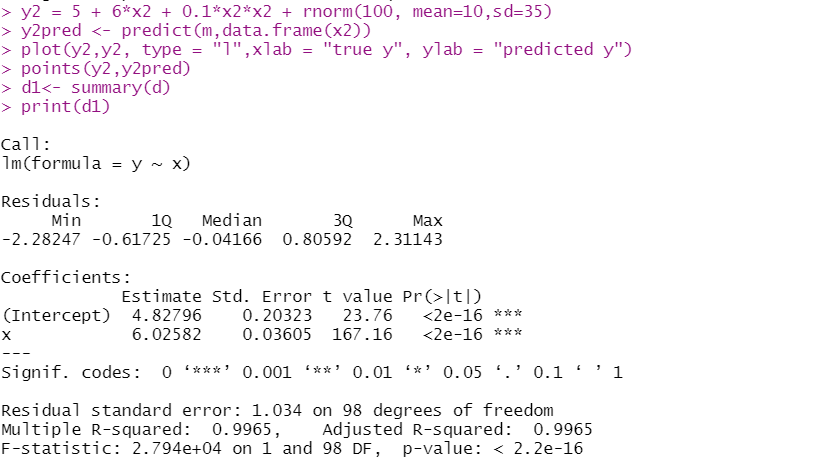 > y2 = 5 + 6*x2 + 0.1*x2*x2 + rnorm(100, mean=10,sd=35)
> y2pred <- predict(m,data.frame(x2))
> plot(y2,y2, type = "l",xlab = "true y", ylab = "predicted y")
> points(y2,y2pred)
> d1<- summary(d)
> print(d1)
Call:
lm(formula = y ~ x)
Residuals:
     Min       1Q   Median       3Q      Max
-2.28247 -0.61725 -0.04166  0.80592  2.31143
Coefficients:
            Estimate Std. Error t value Pr(>|t|)
(Intercept)  4.82796    0.20323   23.76   <2e-16 ***
x            6.02582    0.03605  167.16   <2e-16 ***
---
Signif. codes:  0 ‘***’ 0.001 ‘**’ 0.01 ‘*’ 0.05 ‘.’ 0.1 ‘ ’ 1
Residual standard error: 1.034 on 98 degrees of freedom
Multiple R-squared:  0.9965,    Adjusted R-squared:  0.9965
F-statistic: 2.794e+04 on 1 and 98 DF,  p-value: < 2.2e-16